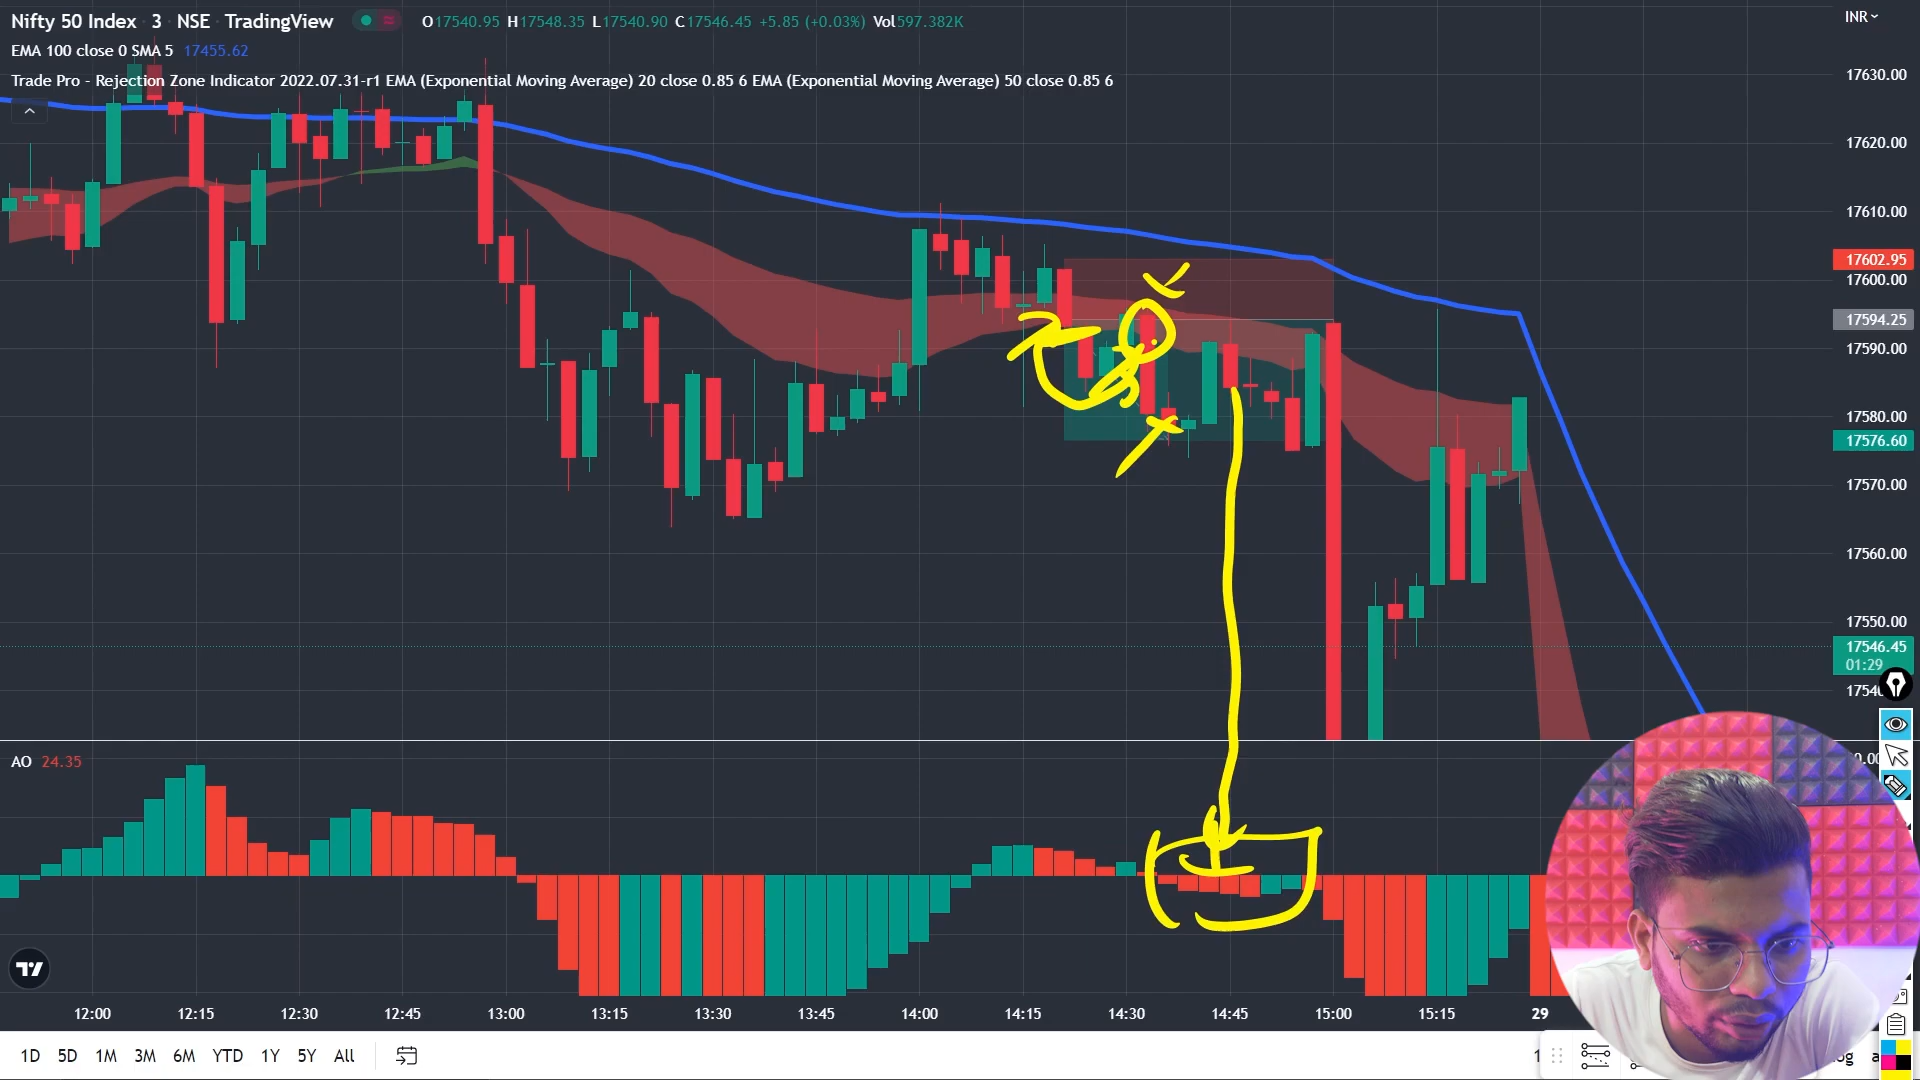 Nifty 50 Index · 3 · NSE · TradingView O17540.95 H17548.35 L17540.90 C17546.45 +5.85 (+0.03%) Vol597.382K INR
EMA 100 close 0 SMA 5 17455.62
Trade Pro - Rejection Zone Indicator 2022.07.31-r1 EMA (Exponential Moving Average) 20 close 0.85 6 EMA (Exponential Moving Average) 50 close 0.85 6
17630.00
17620.00
17610.00
17602.95
17600.00
17594.25
17590.00
17580.00
17576.60
17570.00
17560.00
17550.00
17546.45
01:29
AO 24.35
12:00 12:15 12:30 12:45 13:00 13:15 13:30 13:45 14:00 14:15 14:30 14:45 15:00 15:15 29
1D 5D 1M 3M 6M YTD 1Y 5Y All